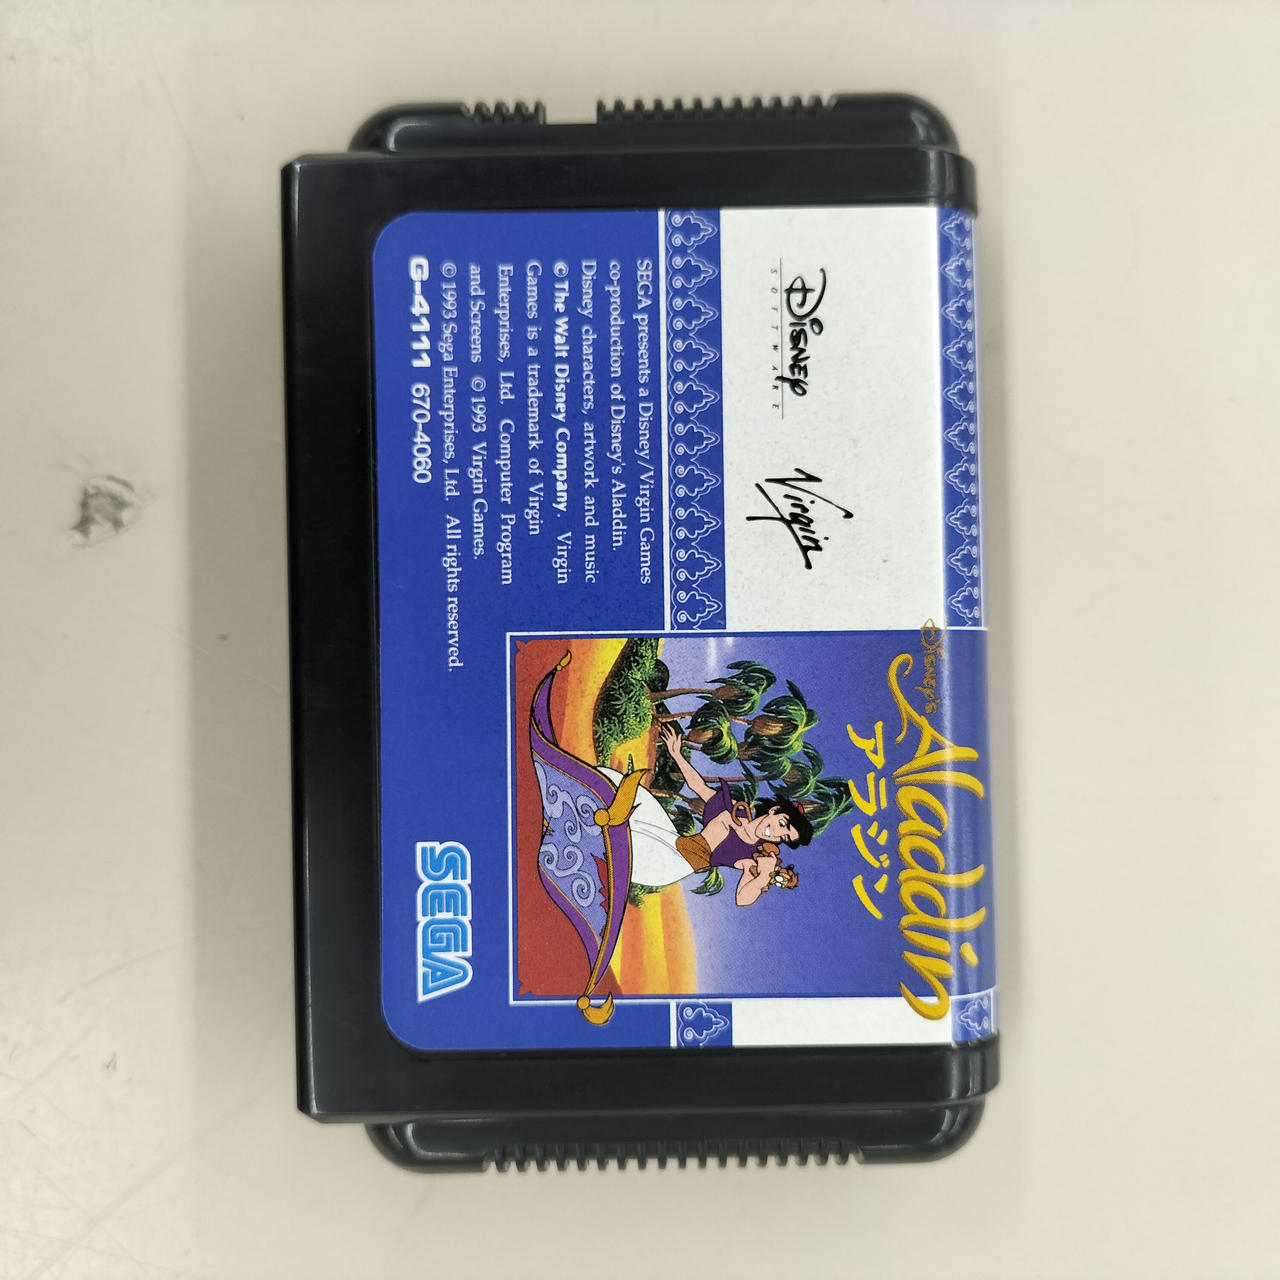 Disney's
Aladdin
アラジン
Disney
SOFTWARE
Virgin
SEGA presents a Disney/Virgin Games
co-production of Disney's Aladdin.
Disney characters, artwork and music
© The Walt Disney Company. Virgin
Games is a trademark of Virgin
Enterprises, Ltd. Computer Program
and Screens © 1993 Virgin Games.
© 1993 Sega Enterprises, Ltd. All rights reserved.
G-4111 670-4060
SEGA